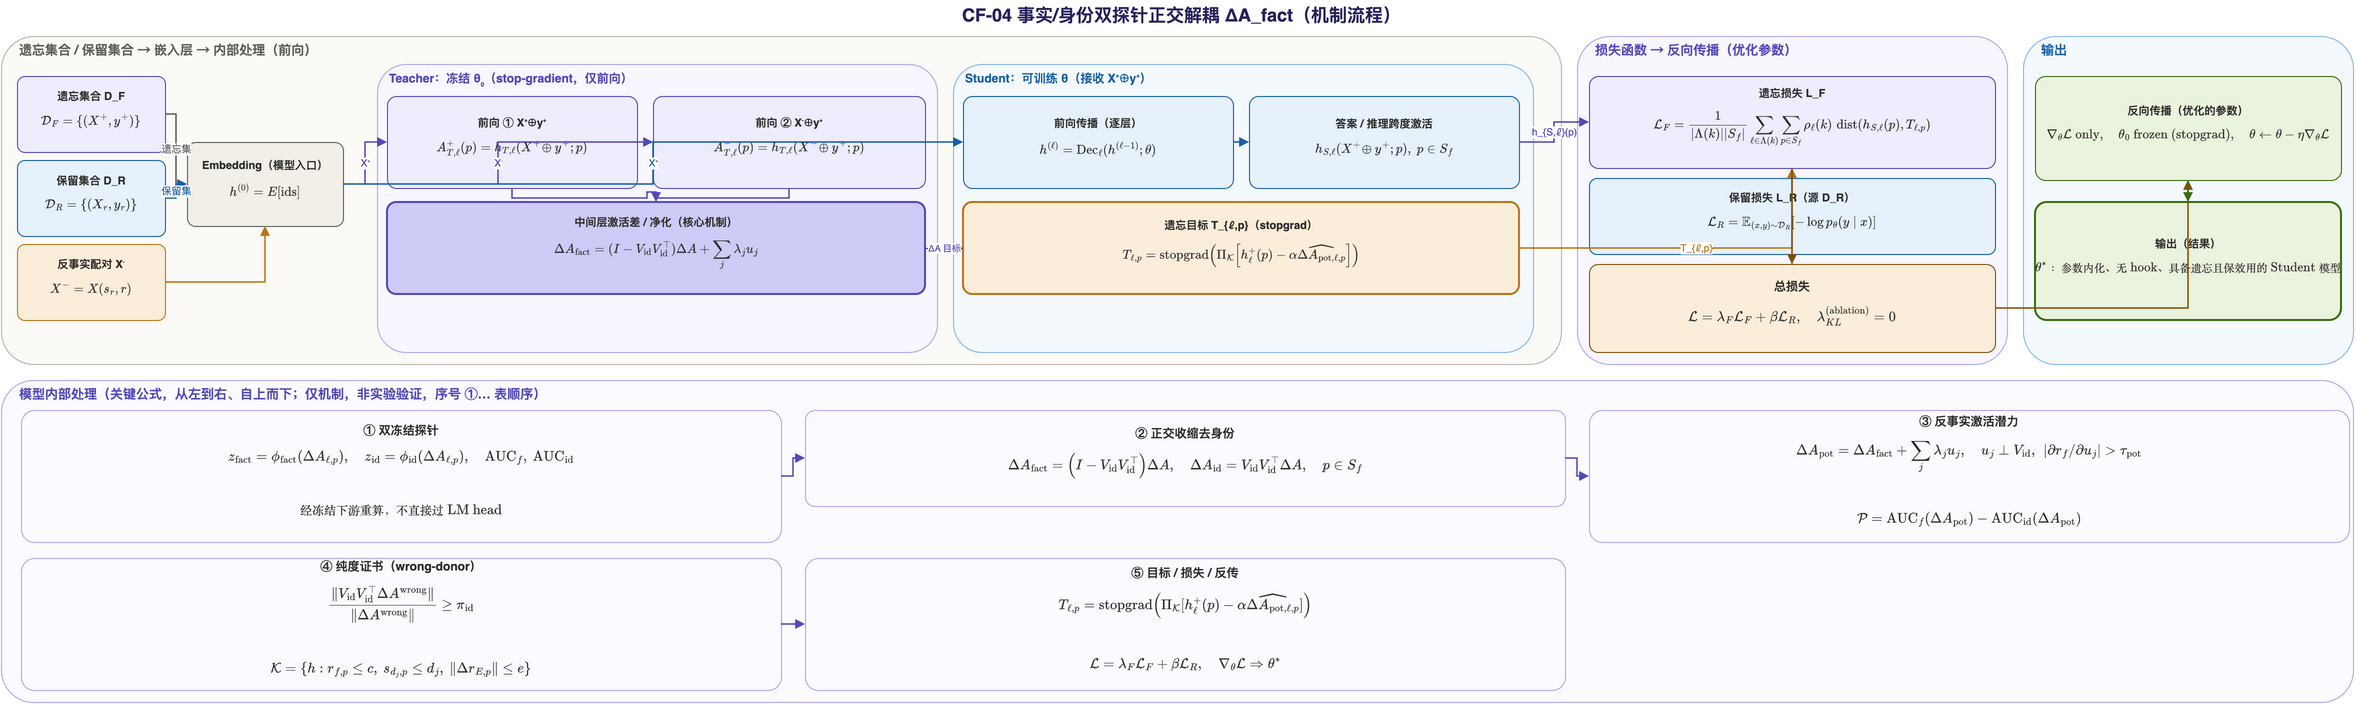 CF-04 事实/身份双探针正交解耦 ΔA_fact（机制流程）
遗忘集合 / 保留集合 → 嵌入层 → 内部处理（前向）
遗忘集合 D_F
𝒟_F = {(X⁺, y⁺)}
保留集合 D_R
𝒟_R = {(X_r, y_r)}
反事实配对 X⁻
X⁻ = X(s_r, r)
遗忘集
保留集
Embedding（模型入口）
h^{(0)} = E[ids]
Teacher：冻结 θ₀（stop-gradient，仅前向）
前向 ① X⁺⊕y⁺
A⁺_{T,ℓ}(p) = h_{T,ℓ}(X⁺ ⊕ y⁺; p)
前向 ② X⁻⊕y⁺
A⁻_{T,ℓ}(p) = h_{T,ℓ}(X⁻ ⊕ y⁺; p)
X⁺
X⁻
X⁺
中间层激活差 / 净化（核心机制）
ΔA_fact = (I − V_id V_id^⊤)ΔA + ∑_j λ_j u_j
ΔA 目标
Student：可训练 θ（接收 X⁺⊕y⁺）
前向传播（逐层）
h^{(ℓ)} = Dec_ℓ(h^{(ℓ−1)}; θ)
答案 / 推理跨度激活
h_{S,ℓ}(X⁺ ⊕ y⁺; p), p ∈ S_f
遗忘目标 T_{ℓ,p}（stopgrad）
T_{ℓ,p} = stopgrad(Π_𝒦[h_ℓ⁺(p) − αΔ\widehat{A_{pot,ℓ,p}}])
h_{S,ℓ}(p)
T_{ℓ,p}
损失函数 → 反向传播（优化参数）
遗忘损失 L_F
ℒ_F = \frac{1}{|Λ(k)||S_f|} ∑_{ℓ∈Λ(k)} ∑_{p∈S_f} ρ_ℓ(k) dist(h_{S,ℓ}(p), T_{ℓ,p})
保留损失 L_R（源 D_R）
ℒ_R = 𝔼_{(x,y)∼𝒟_R}[− log p_θ(y | x)]
总损失
ℒ = λ_F ℒ_F + βℒ_R, λ_{KL}^{(ablation)} = 0
输出
反向传播（优化的参数）
∇_θ ℒ only, θ₀ frozen (stopgrad), θ ← θ − η∇_θ ℒ
输出（结果）
θ*：参数内化、无 hook、具备遗忘且保效用的 Student 模型
模型内部处理（关键公式，从左到右、自上而下；仅机制，非实验验证，序号 ①… 表顺序）
① 双冻结探针
z_fact = ϕ_fact(ΔA_{ℓ,p}), z_id = ϕ_id(ΔA_{ℓ,p}), AUC_f, AUC_id
经冻结下游重算，不直接过 LM head
② 正交收缩去身份
ΔA_fact = (I − V_id V_id^⊤)ΔA, ΔA_id = V_id V_id^⊤ ΔA, p ∈ S_f
③ 反事实激活潜力
ΔA_pot = ΔA_fact + ∑_j λ_j u_j, u_j ⊥ V_id, |∂r_f/∂u_j| > τ_pot
𝒫 = AUC_f(ΔA_pot) − AUC_id(ΔA_pot)
④ 纯度证书（wrong-donor）
\frac{‖V_id V_id^⊤ ΔA^{wrong}‖}{‖ΔA^{wrong}‖} ≥ π_id
𝒦 = {h : r_{f,p} ≤ c, s_{d_j,p} ≤ d_j, ‖Δr_{E,p}‖ ≤ e}
⑤ 目标 / 损失 / 反传
T_{ℓ,p} = stopgrad(Π_𝒦[h_ℓ⁺(p) − αΔ\widehat{A_{pot,ℓ,p}}])
ℒ = λ_F ℒ_F + βℒ_R, ∇_θ ℒ ⇒ θ*